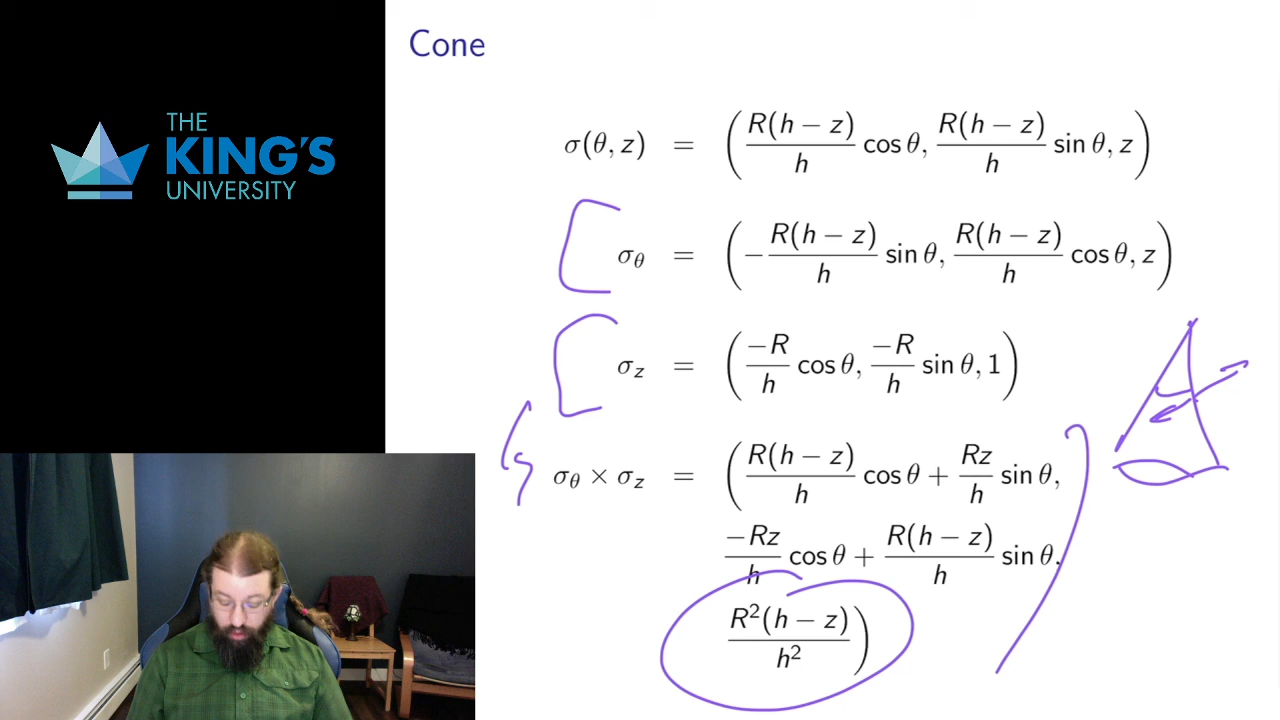 THE
KING'S
UNIVERSITY
Cone
σ(θ, z) = (R(h − z)/h cos θ, R(h − z)/h sin θ, z)
σ_θ = (−R(h − z)/h sin θ, R(h − z)/h cos θ, z)
σ_z = (−R/h cos θ, −R/h sin θ, 1)
σ_θ × σ_z = (R(h − z)/h cos θ + Rz/h sin θ,
−Rz/h cos θ + R(h − z)/h sin θ.
R²(h − z)/h²)